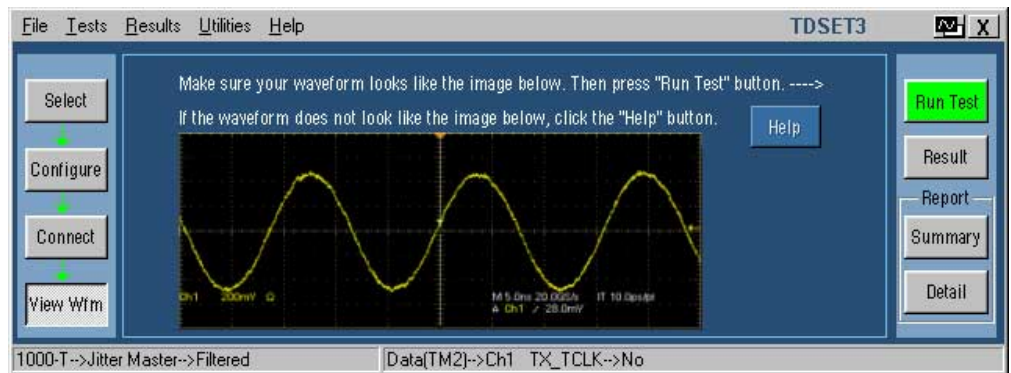 File Tests Results Utilities Help TDSET3 X
Make sure your waveform looks like the image below. Then press "Run Test" button. ---->
If the waveform does not look like the image below, click the "Help" button.
Help
Select
Configure
Connect
View Wfm
Ch1 200mV Ω M 5.0ns 20.0GS/s IT 10.0ps/pt
A Ch1 / 28.0mV
Run Test
Result
Report
Summary
Detail
1000-T-->Jitter Master-->Filtered Data(TM2)-->Ch1 TX_TCLK-->No